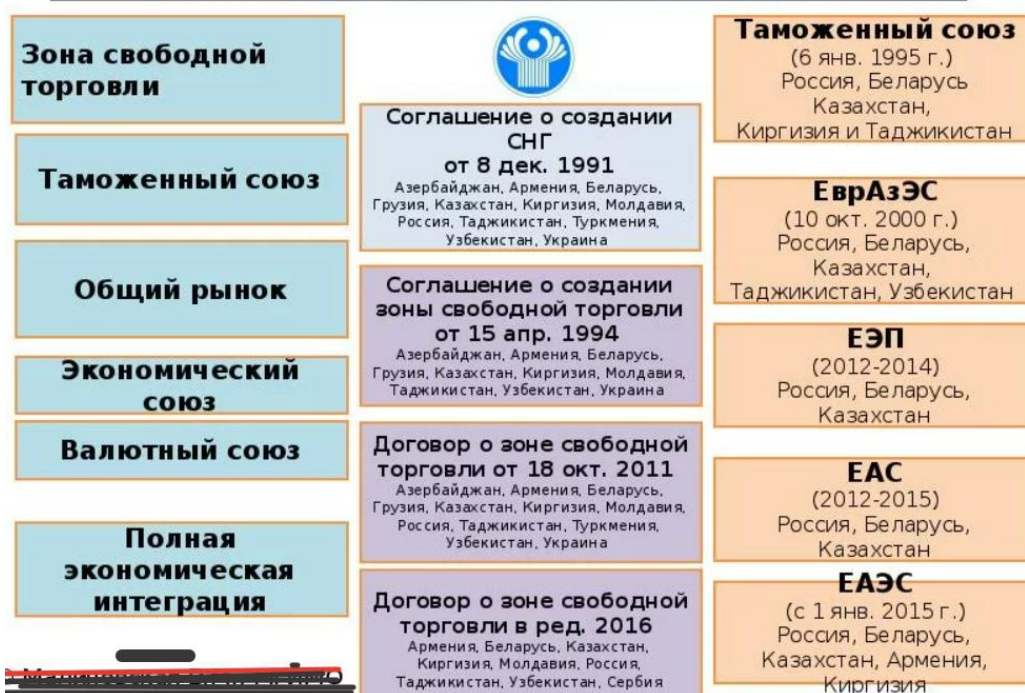 Зона свободной
торговли
Таможенный союз
Общий рынок
Экономический
союз
Валютный союз
Полная
экономическая
интеграция
Соглашение о создании
СНГ
от 8 дек. 1991
Азербайджан, Армения, Беларусь,
Грузия, Казахстан, Киргизия, Молдавия,
Россия, Таджикистан, Туркмения,
Узбекистан, Украина
Соглашение о создании
зоны свободной торговли
от 15 апр. 1994
Азербайджан, Армения, Беларусь,
Грузия, Казахстан, Киргизия, Молдавия,
Таджикистан, Узбекистан, Украина
Договор о зоне свободной
торговли от 18 окт. 2011
Азербайджан, Армения, Беларусь,
Грузия, Казахстан, Киргизия, Молдавия,
Россия, Таджикистан, Туркмения,
Узбекистан, Украина
Договор о зоне свободной
торговли в ред. 2016
Армения, Беларусь, Казахстан,
Киргизия, Молдавия, Россия,
Таджикистан, Узбекистан, Сербия
Таможенный союз
(6 янв. 1995 г.)
Россия, Беларусь
Казахстан,
Киргизия и Таджикистан
ЕврАзЭС
(10 окт. 2000 г.)
Россия, Беларусь,
Казахстан,
Таджикистан, Узбекистан
ЕЭП
(2012-2014)
Россия, Беларусь,
Казахстан
ЕАС
(2012-2015)
Россия, Беларусь,
Казахстан
ЕАЭС
(с 1 янв. 2015 г.)
Россия, Беларусь,
Казахстан, Армения,
Киргизия